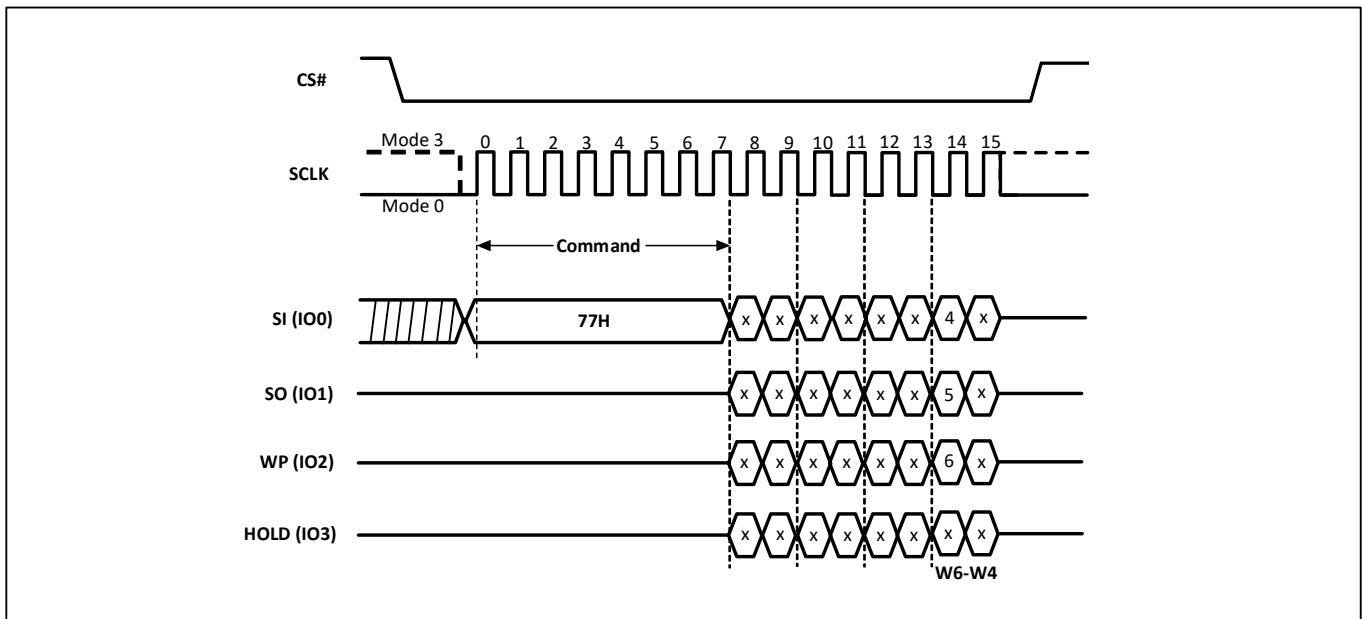 CS#
Mode 3
0 1 2 3 4 5 6 7 8 9 10 11 12 13 14 15
SCLK
Mode 0
Command
SI (IO0) 77H x x x x x x 4 x
SO (IO1) x x x x x x 5 x
WP (IO2) x x x x x x 6 x
HOLD (IO3) x x x x x x x x
W6-W4